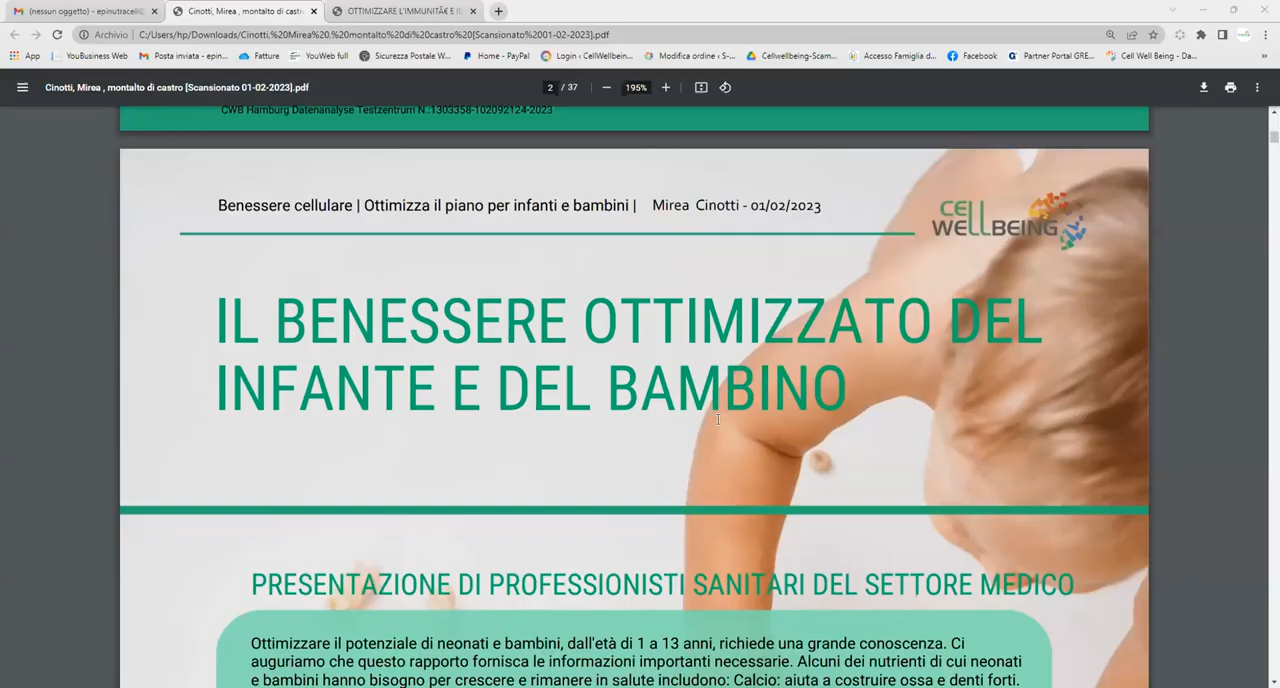 (nessun oggetto) - epinutracell@
Cinotti, Mirea , montalto di castr
OTTIMIZZARE L'IMMUNITÀ€ E IL
Archivio
C:/Users/hp/Downloads/Cinotti,%20Mirea%20.%20montalto%20di%20castro%20[Scansionato%2001-02-2023].pdf
App YouBusiness Web Posta inviata - epin... Fatture YouWeb full Sicurezza Postale W... Home - PayPal Login ‹ CellWellbein... Modifica ordine ‹ S-... Cellwellbeing-Scam... Accesso Famiglia d... Facebook Partner Portal GRE... Cell Well Being - Da... »
Cinotti, Mirea , montalto di castro [Scansionato 01-02-2023].pdf
2 / 37
195%
CWB Hamburg Datenanalyse Testzentrum N.:1303358-102092124-2023
Benessere cellulare | Ottimizza il piano per infanti e bambini | Mirea Cinotti - 01/02/2023
CELL
WELLBEING
IL BENESSERE OTTIMIZZATO DEL
INFANTE E DEL BAMBINO
PRESENTAZIONE DI PROFESSIONISTI SANITARI DEL SETTORE MEDICO
Ottimizzare il potenziale di neonati e bambini, dall'età di 1 a 13 anni, richiede una grande conoscenza. Ci
auguriamo che questo rapporto fornisca le informazioni importanti necessarie. Alcuni dei nutrienti di cui neonati
e bambini hanno bisogno per crescere e rimanere in salute includono: Calcio: aiuta a costruire ossa e denti forti.